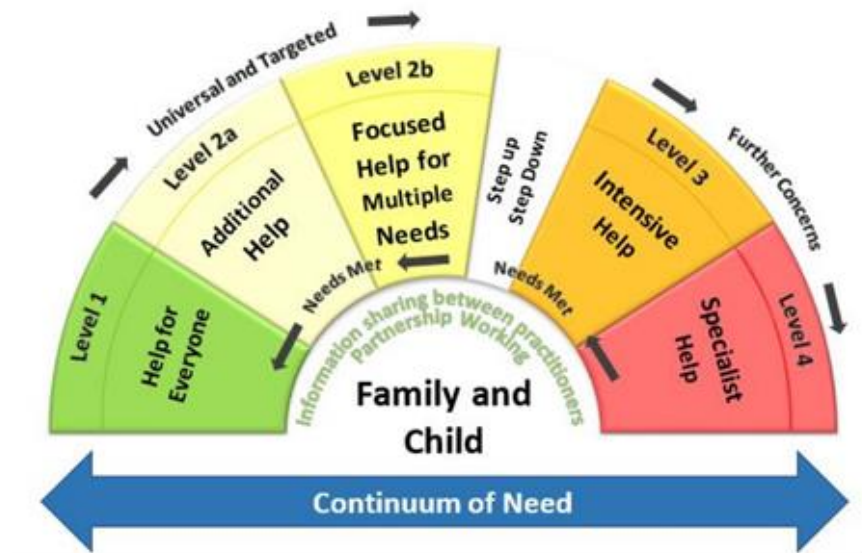 Universal and Targeted
Level 1
Help for
Everyone
Level 2a
Additional
Help
Level 2b
Focused
Help for
Multiple
Needs
Step up
Step Down
Level 3
Intensive
Help
Further Concerns
Level 4
Specialist
Help
Needs Met
Needs Met
Information sharing between practitioners
Partnership Working
Family and
Child
Continuum of Need